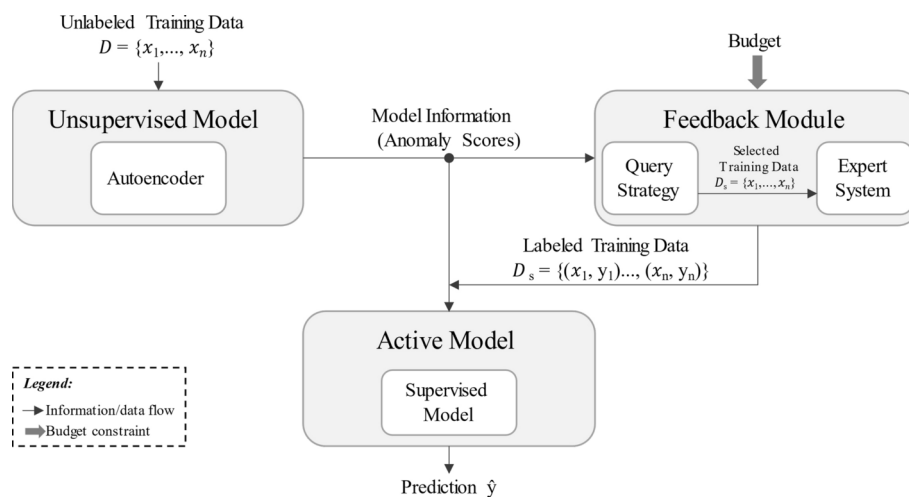 Unlabeled Training Data
D = {x₁,..., xₙ}
Budget
Unsupervised Model
Autoencoder
Model Information
(Anomaly Scores)
Feedback Module
Query
Strategy
Selected
Training Data
Dₛ = {x₁,..., xₙ}
Expert
System
Labeled Training Data
D ₛ = {(x₁, y₁)..., (xₙ, yₙ)}
Active Model
Supervised
Model
Legend:
Information/data flow
Budget constraint
Prediction ŷ